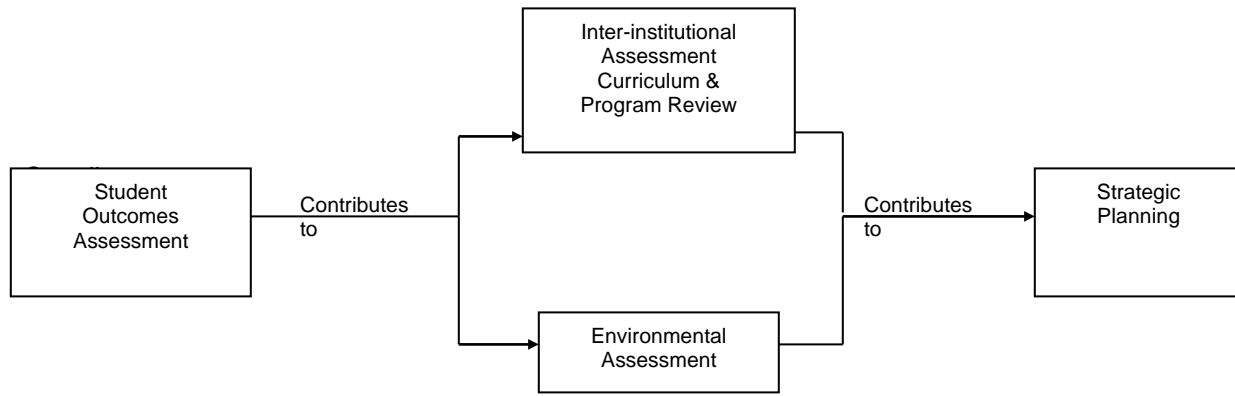 Inter-institutional
Assessment
Curriculum &
Program Review
Student
Outcomes
Assessment
Contributes
to
Contributes
to
Strategic
Planning
Environmental
Assessment